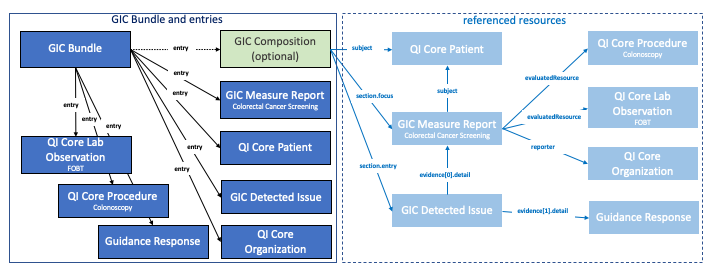 GIC Bundle and entries
GIC Bundle
entry
GIC Composition
(optional)
entry
GIC Measure Report
Colorectal Cancer Screening
entry
QI Core Patient
entry
GIC Detected Issue
entry
QI Core
Organization
entry
QI Core Lab
Observation
FOBT
entry
QI Core Procedure
Colonoscopy
entry
Guidance Response
referenced resources
subject
QI Core Patient
section.focus
subject
GIC Measure Report
Colorectal Cancer Screening
section.entry
evidence[0].detail
GIC Detected Issue
evaluatedResource
QI Core Procedure
Colonoscopy
evaluatedResource
QI Core Lab
Observation
FOBT
reporter
QI Core
Organization
evidence[1].detail
Guidance Response